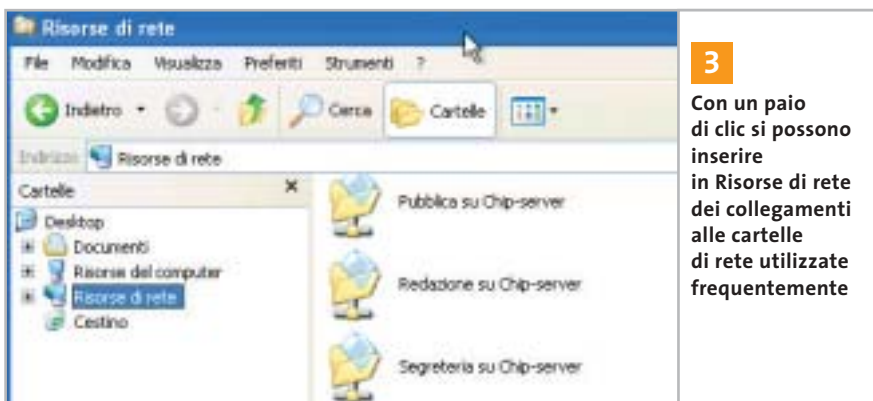 Risorse di rete
File Modifica Visualizza Preferiti Strumenti ?
Indietro Cerca Cartelle
Indirizzo Risorse di rete
Cartelle
Desktop
Documenti
Risorse del computer
Risorse di rete
Cestino
Pubblica su Chip-server
Redazione su Chip-server
Segreteria su Chip-server
3
Con un paio
di clic si possono
inserire
in Risorse di rete
dei collegamenti
alle cartelle
di rete utilizzate
frequentemente